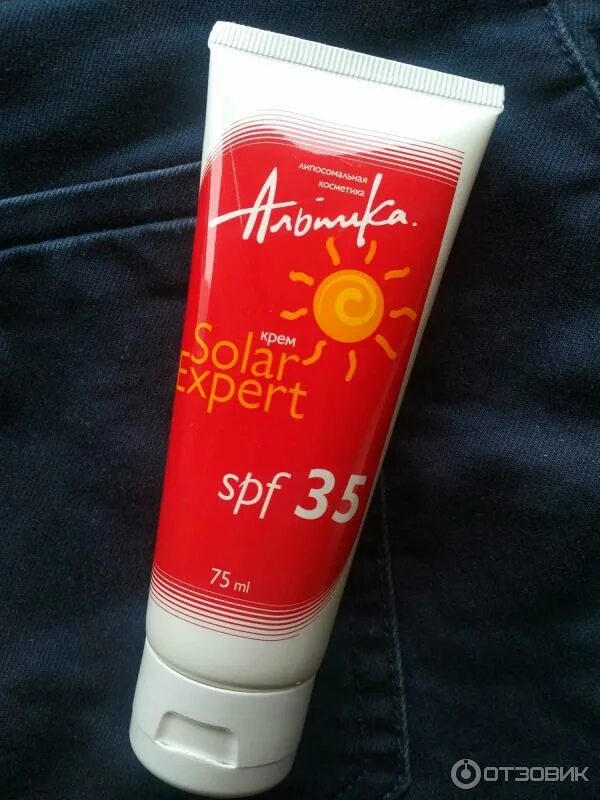 липосомальная
косметика
Альпика.
крем
Solar
Expert
spf 35
75 ml
ОТЗОВИК